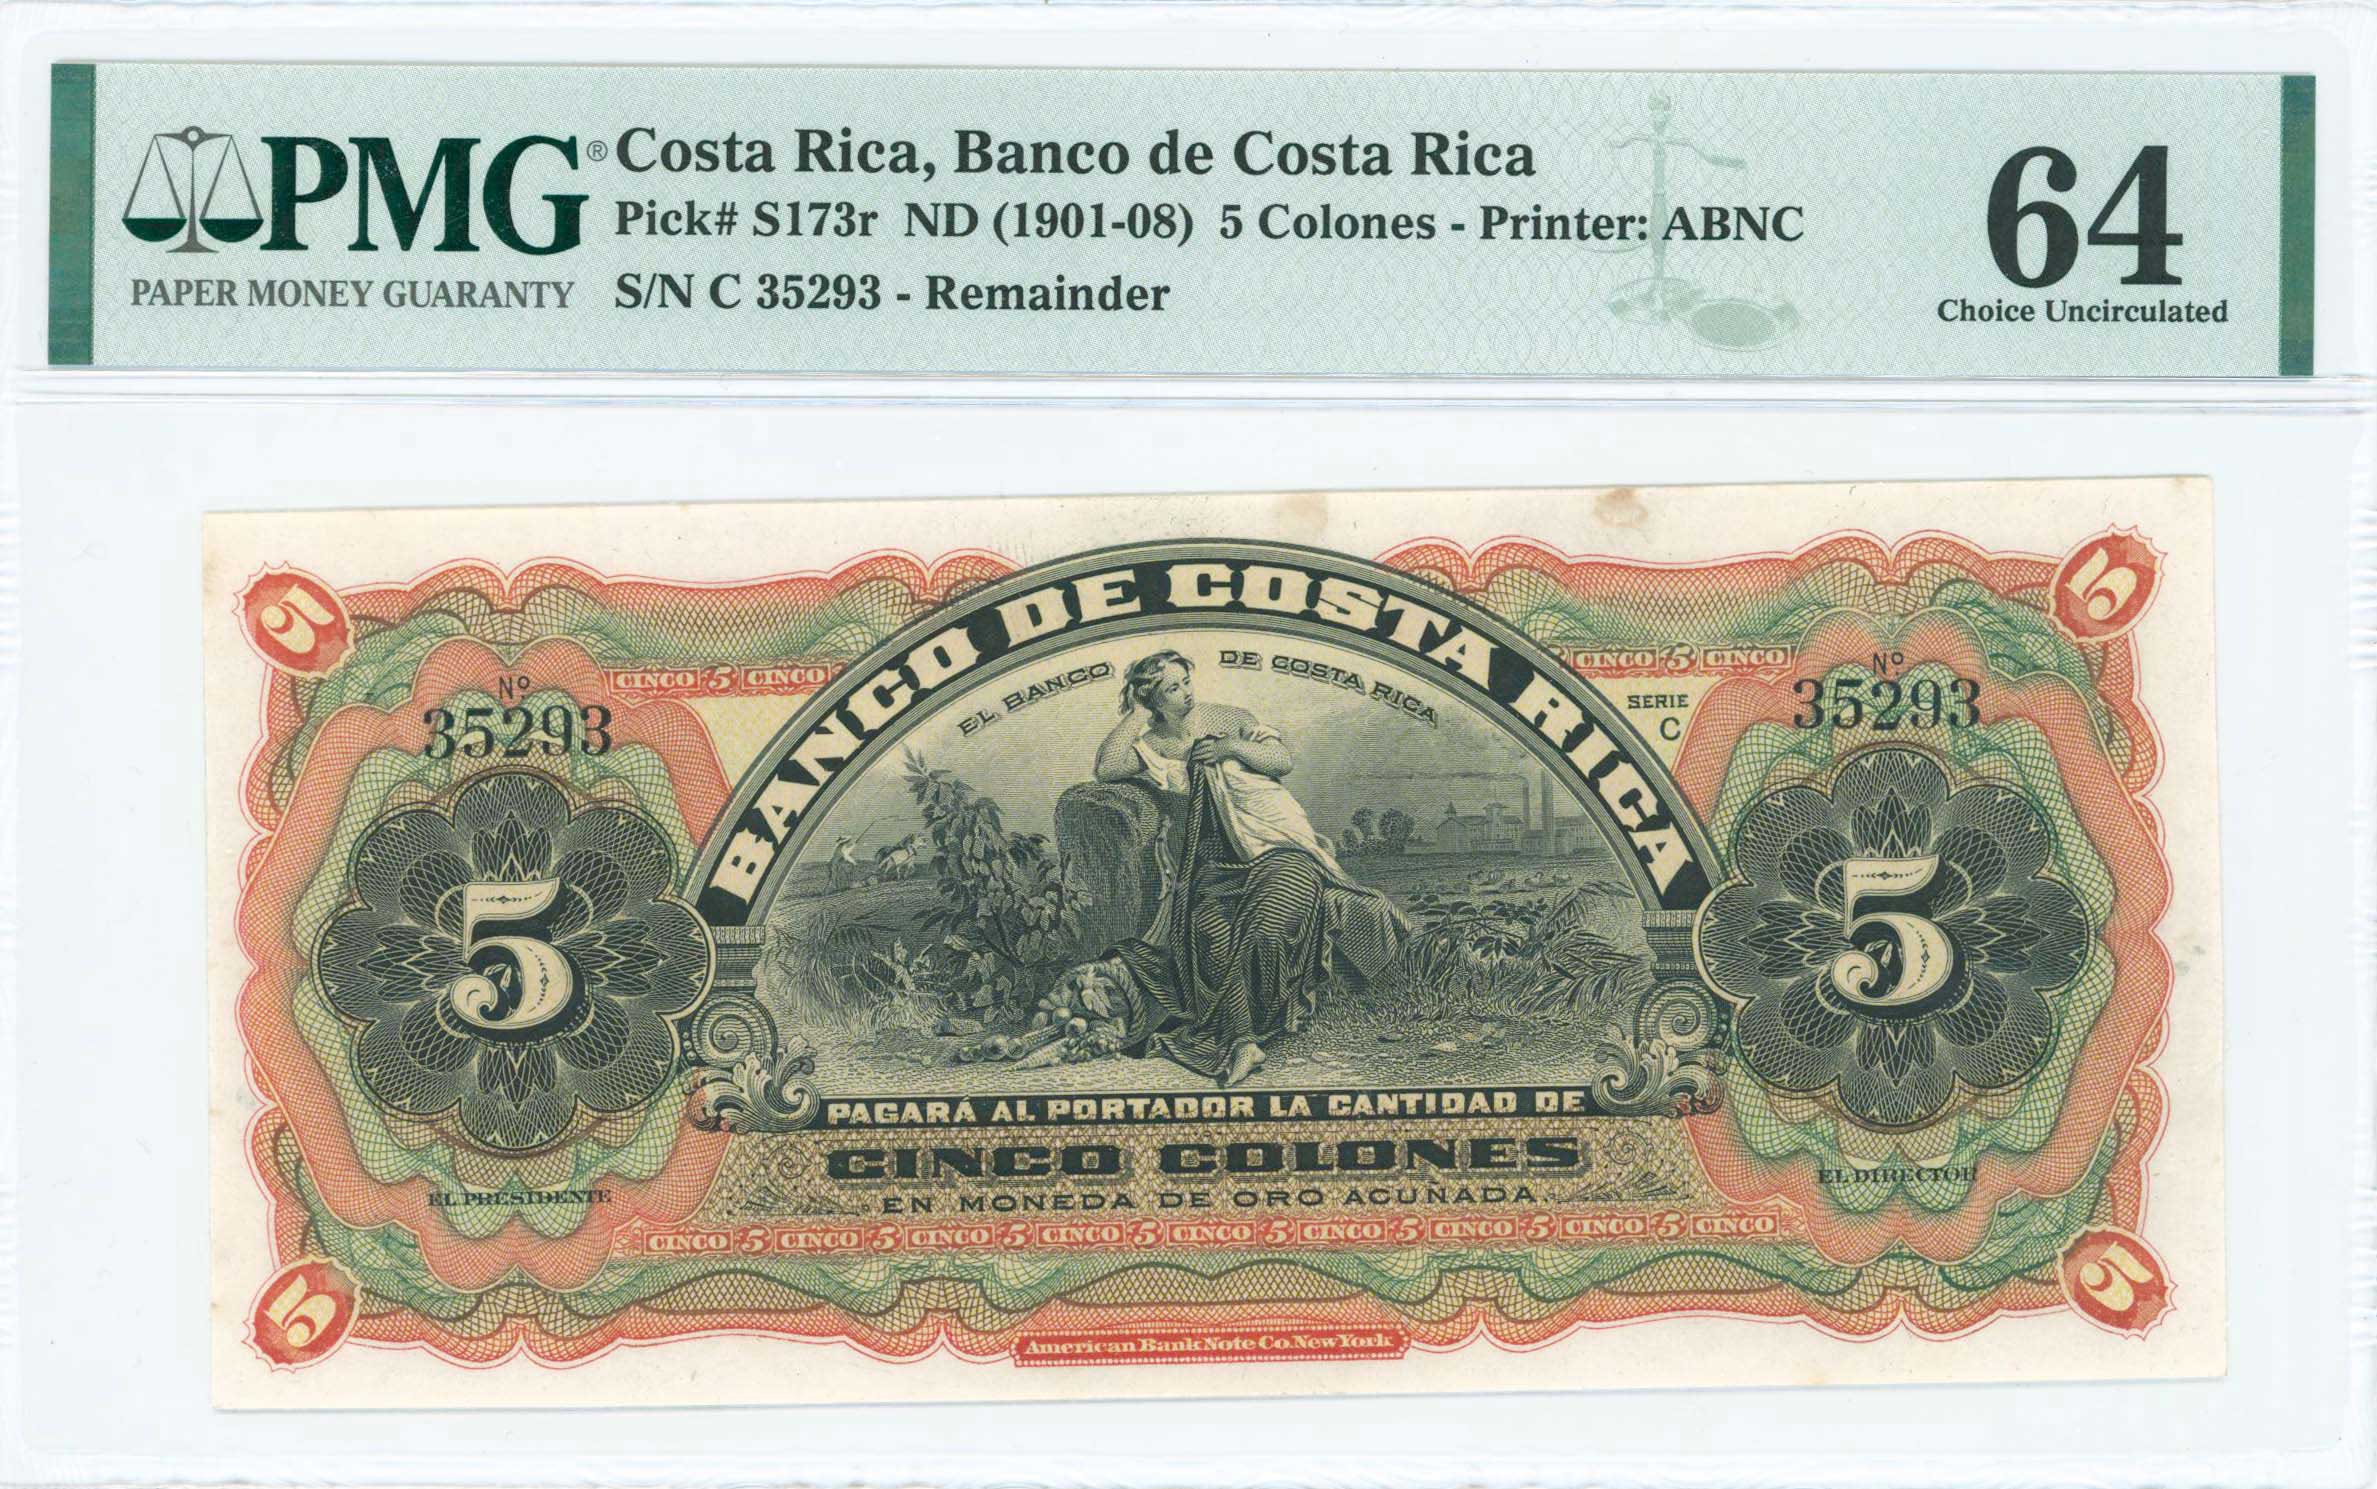 PMG®
PAPER MONEY GUARANTY
Costa Rica, Banco de Costa Rica
Pick# S173r ND (1901-08) 5 Colones - Printer: ABNC
S/N C 35293 - Remainder
64
Choice Uncirculated
5
5
BANCO DE COSTA RICA
CINCO 5 CINCO
CINCO 5 CINCO
EL BANCO DE COSTA RICA
Nº
35293
SERIE
C
Nº
35293
5
5
PAGARÁ AL PORTADOR LA CANTIDAD DE
CINCO COLONES
EN MONEDA DE ORO ACUÑADA.
EL PRESIDENTE
EL DIRECTOR
CINCO 5 CINCO 5 CINCO 5 CINCO 5 CINCO 5 CINCO 5 CINCO 5 CINCO 5 CINCO
5
5
American Bank Note Co. New York